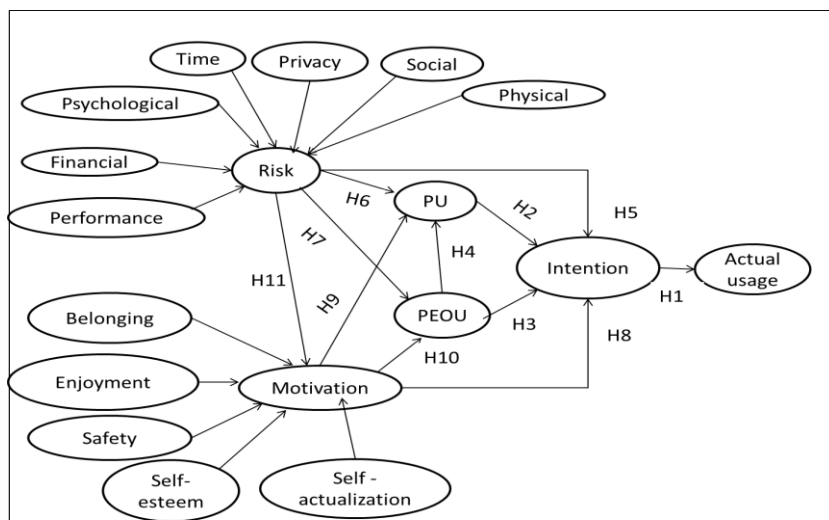 Time
Privacy
Social
Psychological
Physical
Financial
Risk
Performance
H6
PU
H2
H5
H7
H4
Intention
Actual
usage
H11
H9
H1
PEOU
H3
Belonging
H10
H8
Enjoyment
Motivation
Safety
Self-
esteem
Self -
actualization